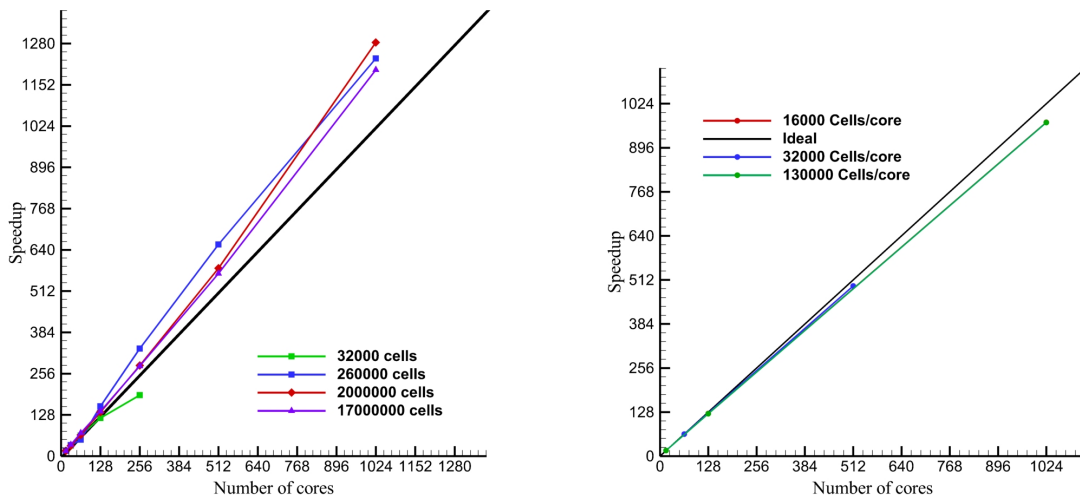 1280
1152
1024
896
768
640
512
384
256
128
0
Speedup
32000 cells
260000 cells
2000000 cells
17000000 cells
0 128 256 384 512 640 768 896 1024 1152 1280
Number of cores
1024
896
768
640
512
384
256
128
0
Speedup
16000 Cells/core
Ideal
32000 Cells/core
130000 Cells/core
0 128 256 384 512 640 768 896 1024
Number of cores